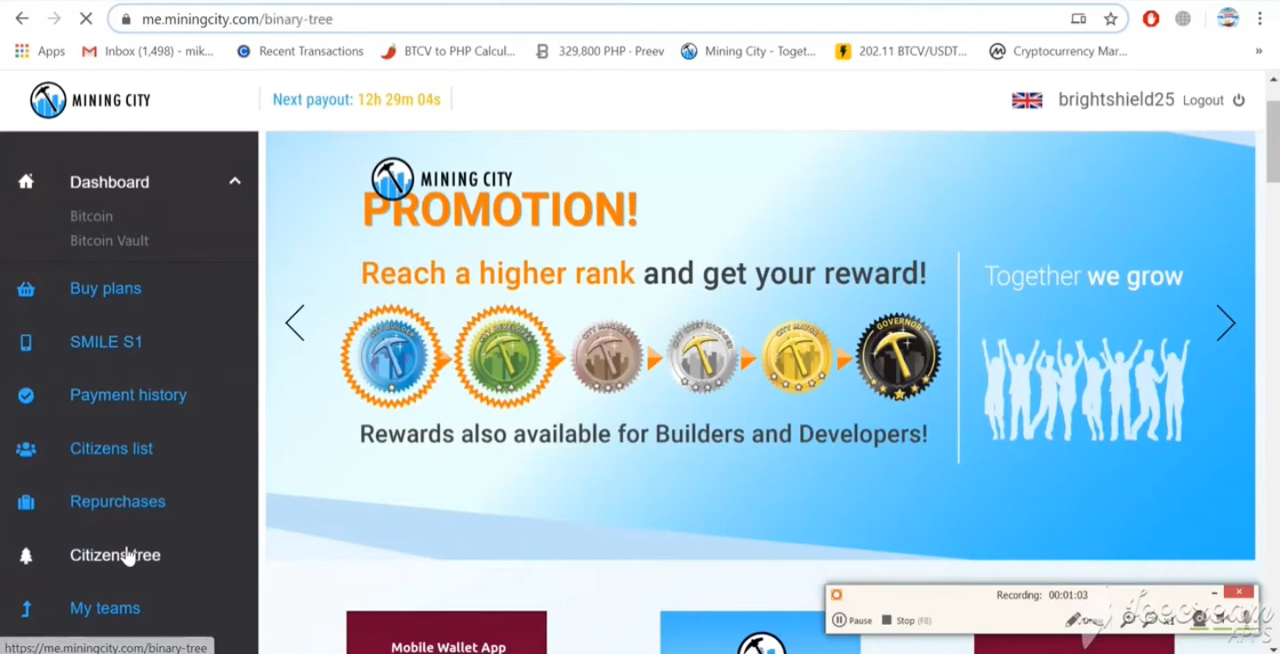 me.miningcity.com/binary-tree
Apps
Inbox (1,498) - mik...
Recent Transactions
BTCV to PHP Calcul...
329,800 PHP · Preev
Mining City - Toget...
202.11 BTCV/USDT...
Cryptocurrency Mar...
»
MINING CITY
Next payout: 12h 29m 04s
brightshield25
Logout
Dashboard
Bitcoin
Bitcoin Vault
Buy plans
SMILE S1
Payment history
Citizens list
Repurchases
Citizens tree
My teams
MINING CITY
PROMOTION!
Reach a higher rank and get your reward!
GOVERNOR
Together we grow
Rewards also available for Builders and Developers!
Mobile Wallet App
Recording: 00:01:03
Pause
Stop (F8)
https://me.miningcity.com/binary-tree